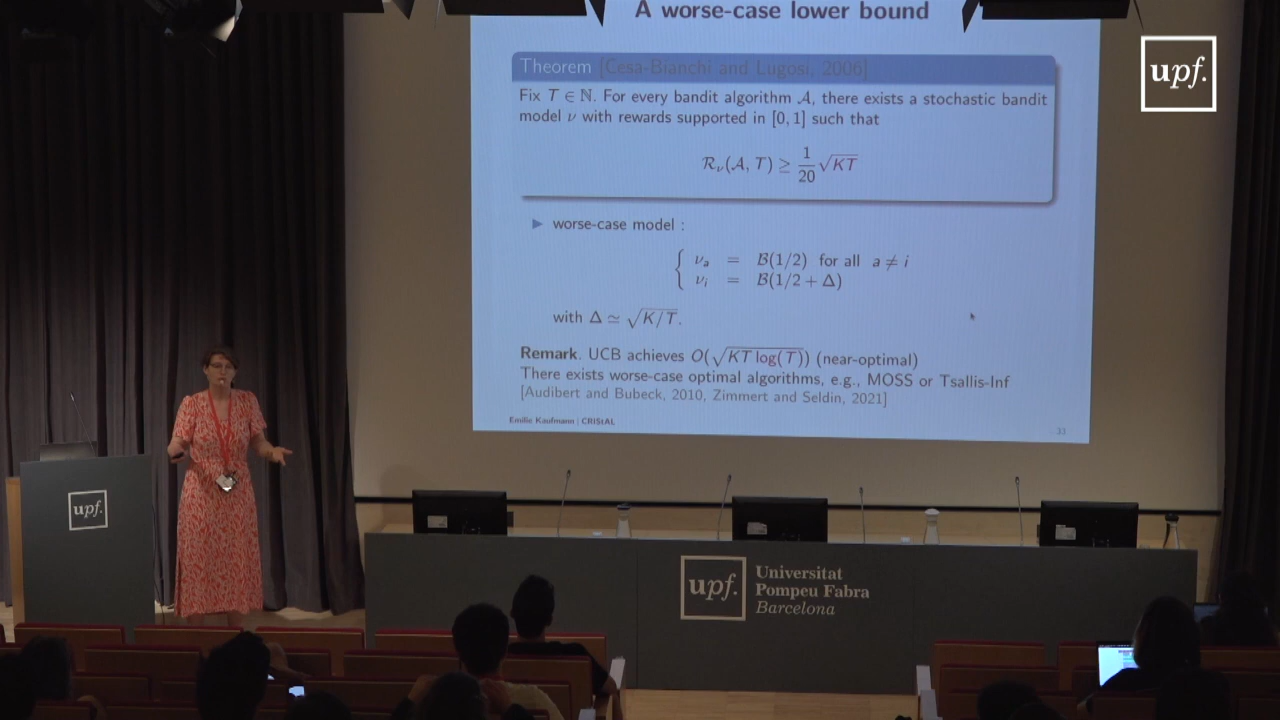 A worse-case lower bound
upf.
Theorem [Cesa-Bianchi and Lugosi, 2006]
Fix T ∈ ℕ. For every bandit algorithm 𝒜, there exists a stochastic bandit
model ν with rewards supported in [0, 1] such that
ℛ_ν(𝒜, T) ≥ 1/20 √KT
▶ worse-case model :
{ ν_a = ℬ(1/2) for all a ≠ i
ν_i = ℬ(1/2 + Δ)
with Δ ≃ √K/T.
Remark. UCB achieves O(√KT log(T)) (near-optimal)
There exists worse-case optimal algorithms, e.g., MOSS or Tsallis-Inf
[Audibert and Bubeck, 2010, Zimmert and Seldin, 2021]
Emilie Kaufmann | CRIStAL
33
upf.
upf.
Universitat
Pompeu Fabra
Barcelona